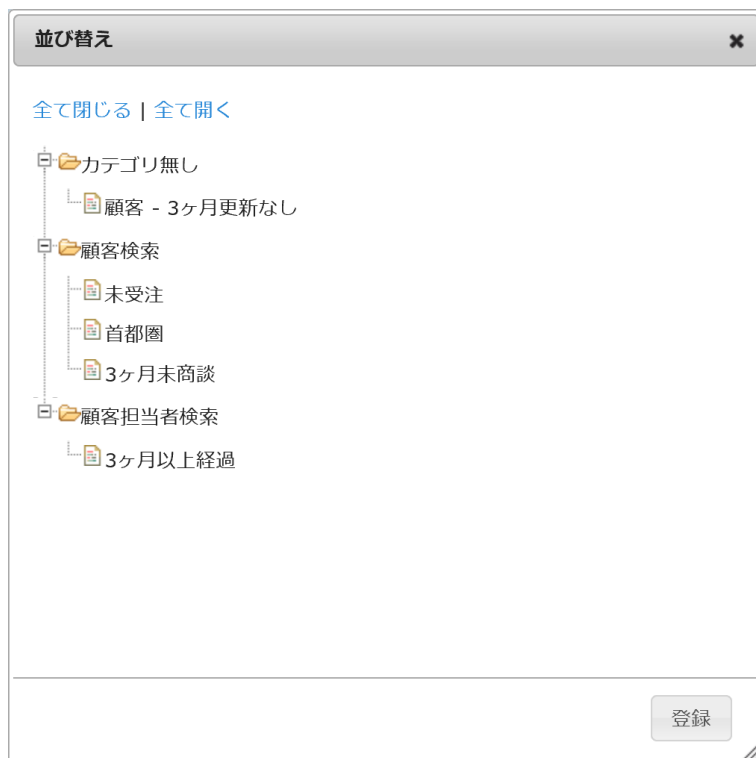 並び替え
全て閉じる | 全て開く
カテゴリ無し
顧客 - 3ヶ月更新なし
顧客検索
未受注
首都圏
3ヶ月未商談
顧客担当者検索
3ヶ月以上経過
登録